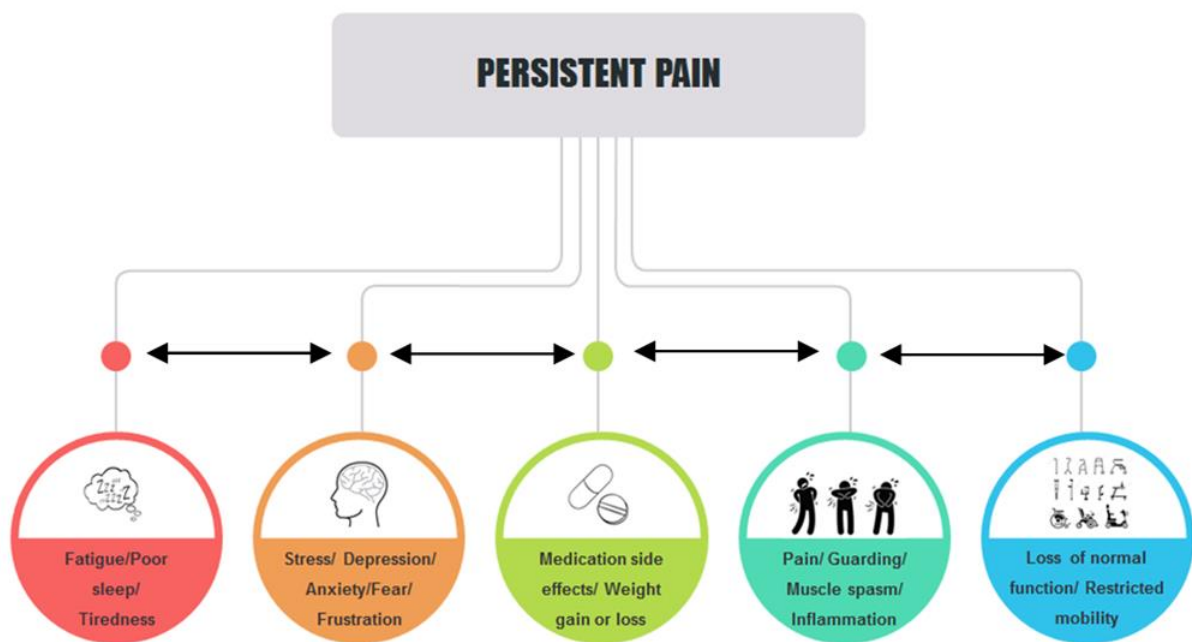 PERSISTENT PAIN
Fatigue/Poor
sleep/
Tiredness
Stress/ Depression/
Anxiety/Fear/
Frustration
Medication side
effects/ Weight
gain or loss
Pain/ Guarding/
Muscle spasm/
Inflammation
Loss of normal
function/ Restricted
mobility